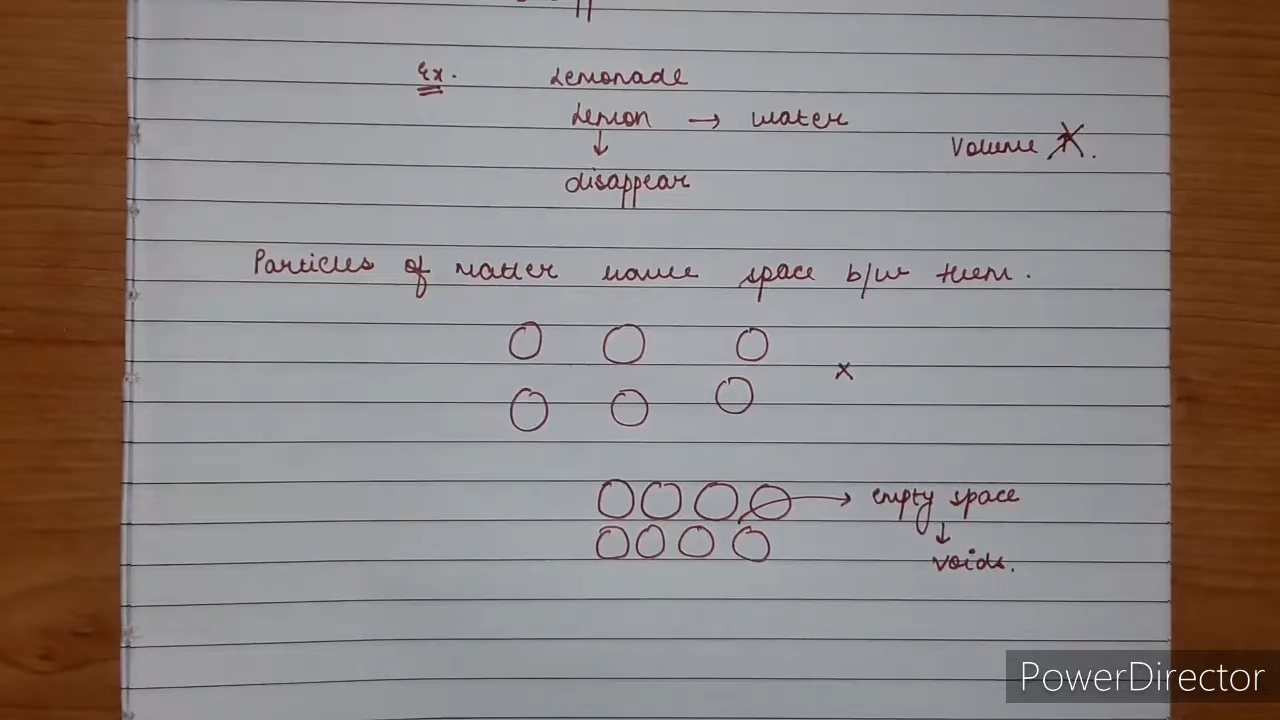 Ex. Lemonade
Lemon → water
Volume X.
↓
disappear
Particles of matter have space b/w them.
x
→ empty space
↓
voids.
PowerDirector